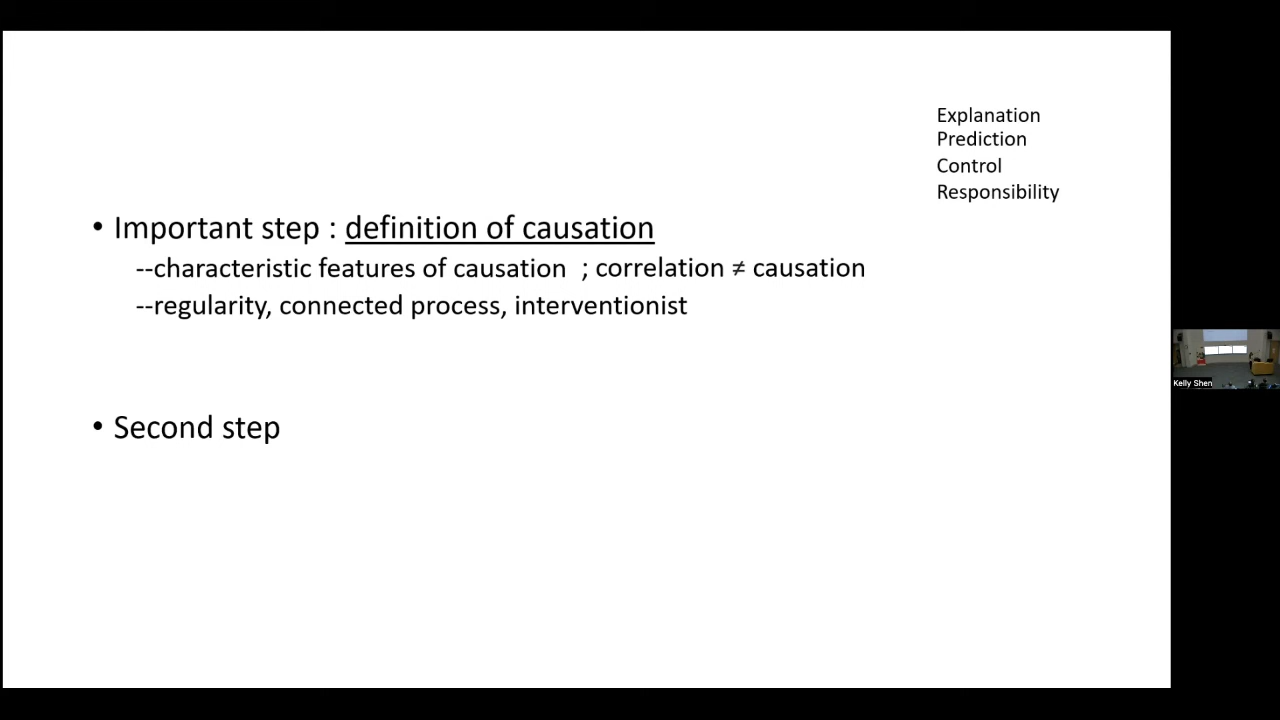 Explanation
Prediction
Control
Responsibility
• Important step : definition of causation
--characteristic features of causation ; correlation ≠ causation
--regularity, connected process, interventionist
• Second step
Kelly Shen